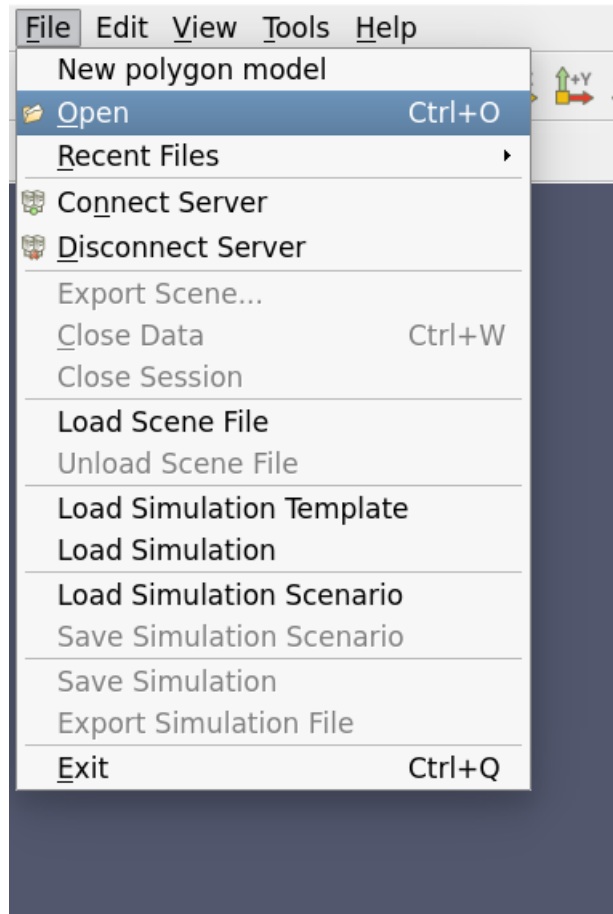 File Edit View Tools Help
New polygon model
Open Ctrl+O
Recent Files
Connect Server
Disconnect Server
Export Scene...
Close Data Ctrl+W
Close Session
Load Scene File
Unload Scene File
Load Simulation Template
Load Simulation
Load Simulation Scenario
Save Simulation Scenario
Save Simulation
Export Simulation File
Exit Ctrl+Q
+Y